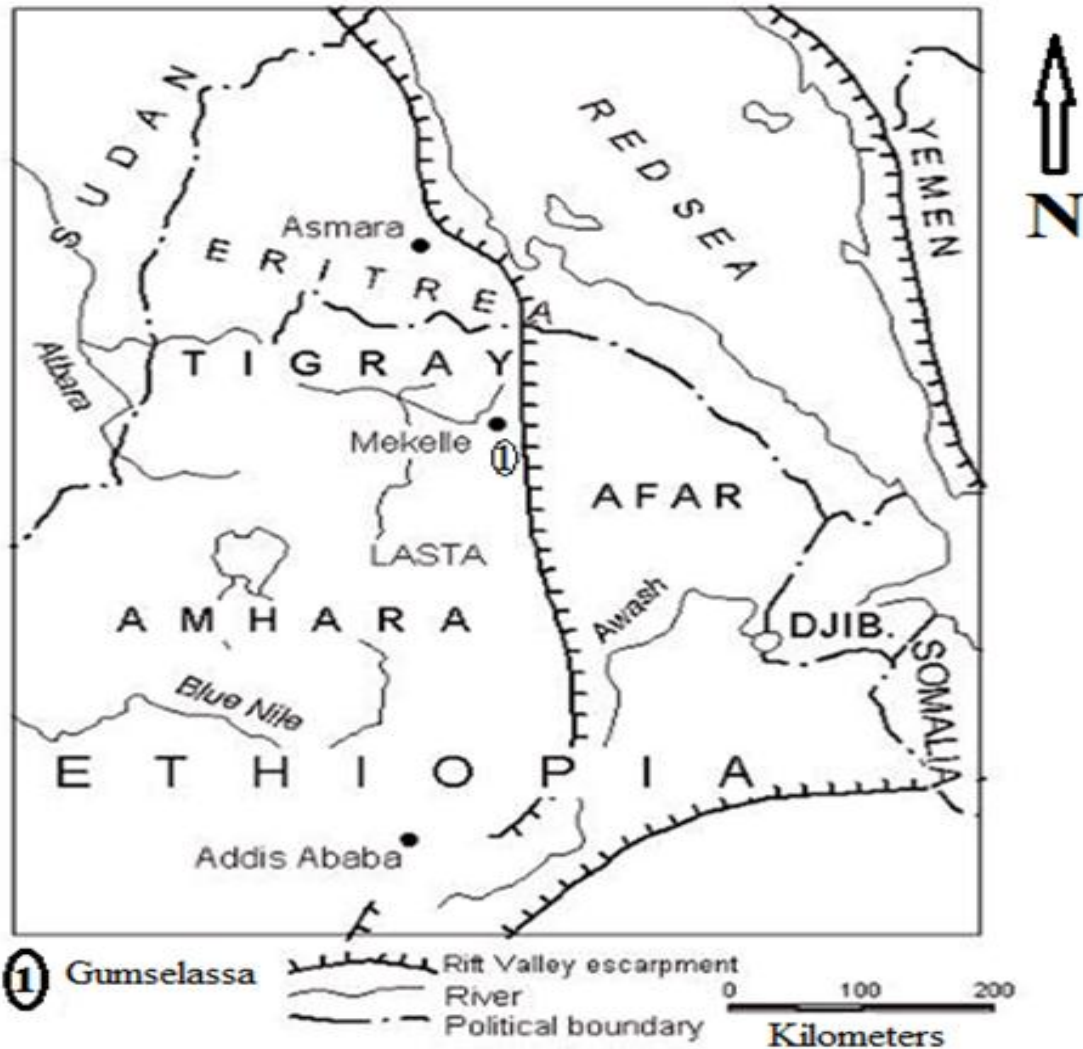 SUDAN
RED SEA
YEMEN
N
Asmara
ERITREA
TIGRAY
Atbara
Mekelle
1
AFAR
LASTA
Awash
AMHARA
DJIB.
SOMALIA
Blue Nile
ETHIOPIA
Addis Ababa
1 Gumselassa
Rift Valley escarpment
River
Political boundary
0 100 200
Kilometers